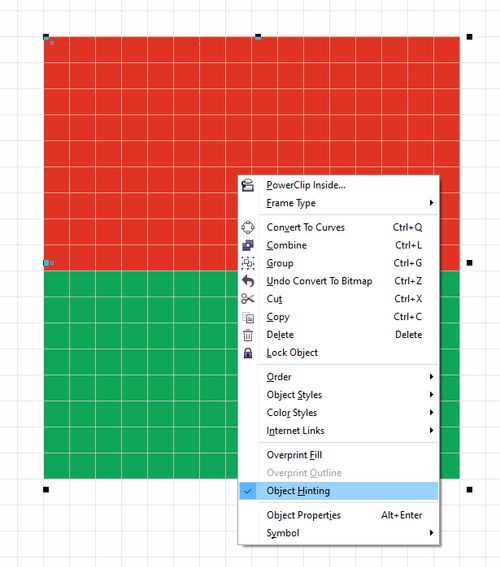 PowerClip Inside...
Frame Type
Convert To Curves Ctrl+Q
Combine Ctrl+L
Group Ctrl+G
Undo Convert To Bitmap Ctrl+Z
Cut Ctrl+X
Copy Ctrl+C
Delete Delete
Lock Object
Order
Object Styles
Color Styles
Internet Links
Overprint Fill
Overprint Outline
Object Hinting
Object Properties Alt+Enter
Symbol